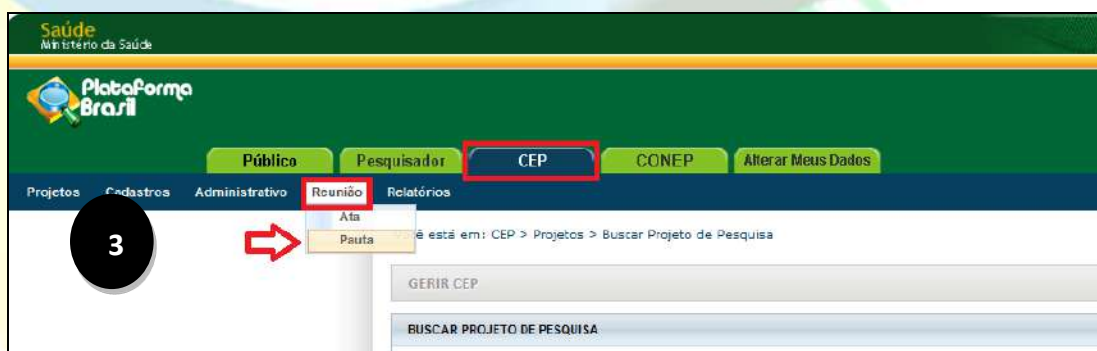 Saúde
Ministério da Saúde
Plataforma
Brasil
Público Pesquisador CEP CONEP Alterar Meus Dados
Projetos Cadastros Administrativo Reunião Relatórios
Ata
Pauta
3
ê está em: CEP > Projetos > Buscar Projeto de Pesquisa
GERIR CEP
BUSCAR PROJETO DE PESQUISA